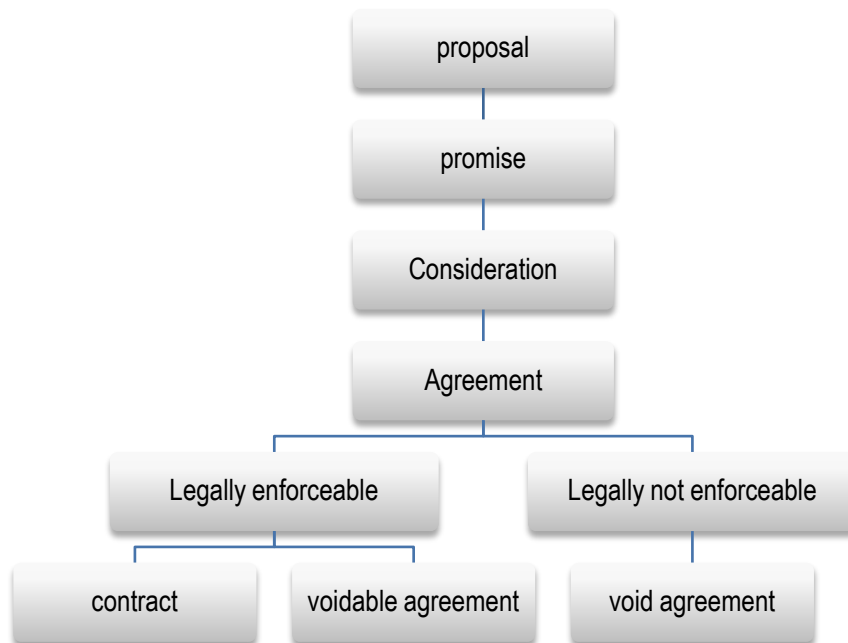 proposal
promise
Consideration
Agreement
Legally enforceable
Legally not enforceable
contract
voidable agreement
void agreement